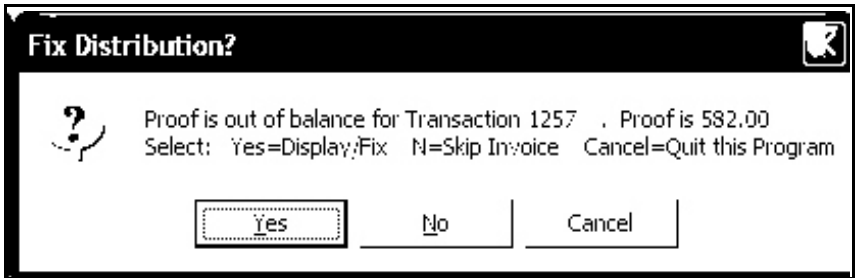 Fix Distribution?
Proof is out of balance for Transaction 1257 . Proof is 582.00
Select: Yes=Display/Fix N=Skip Invoice Cancel=Quit this Program
Yes No Cancel